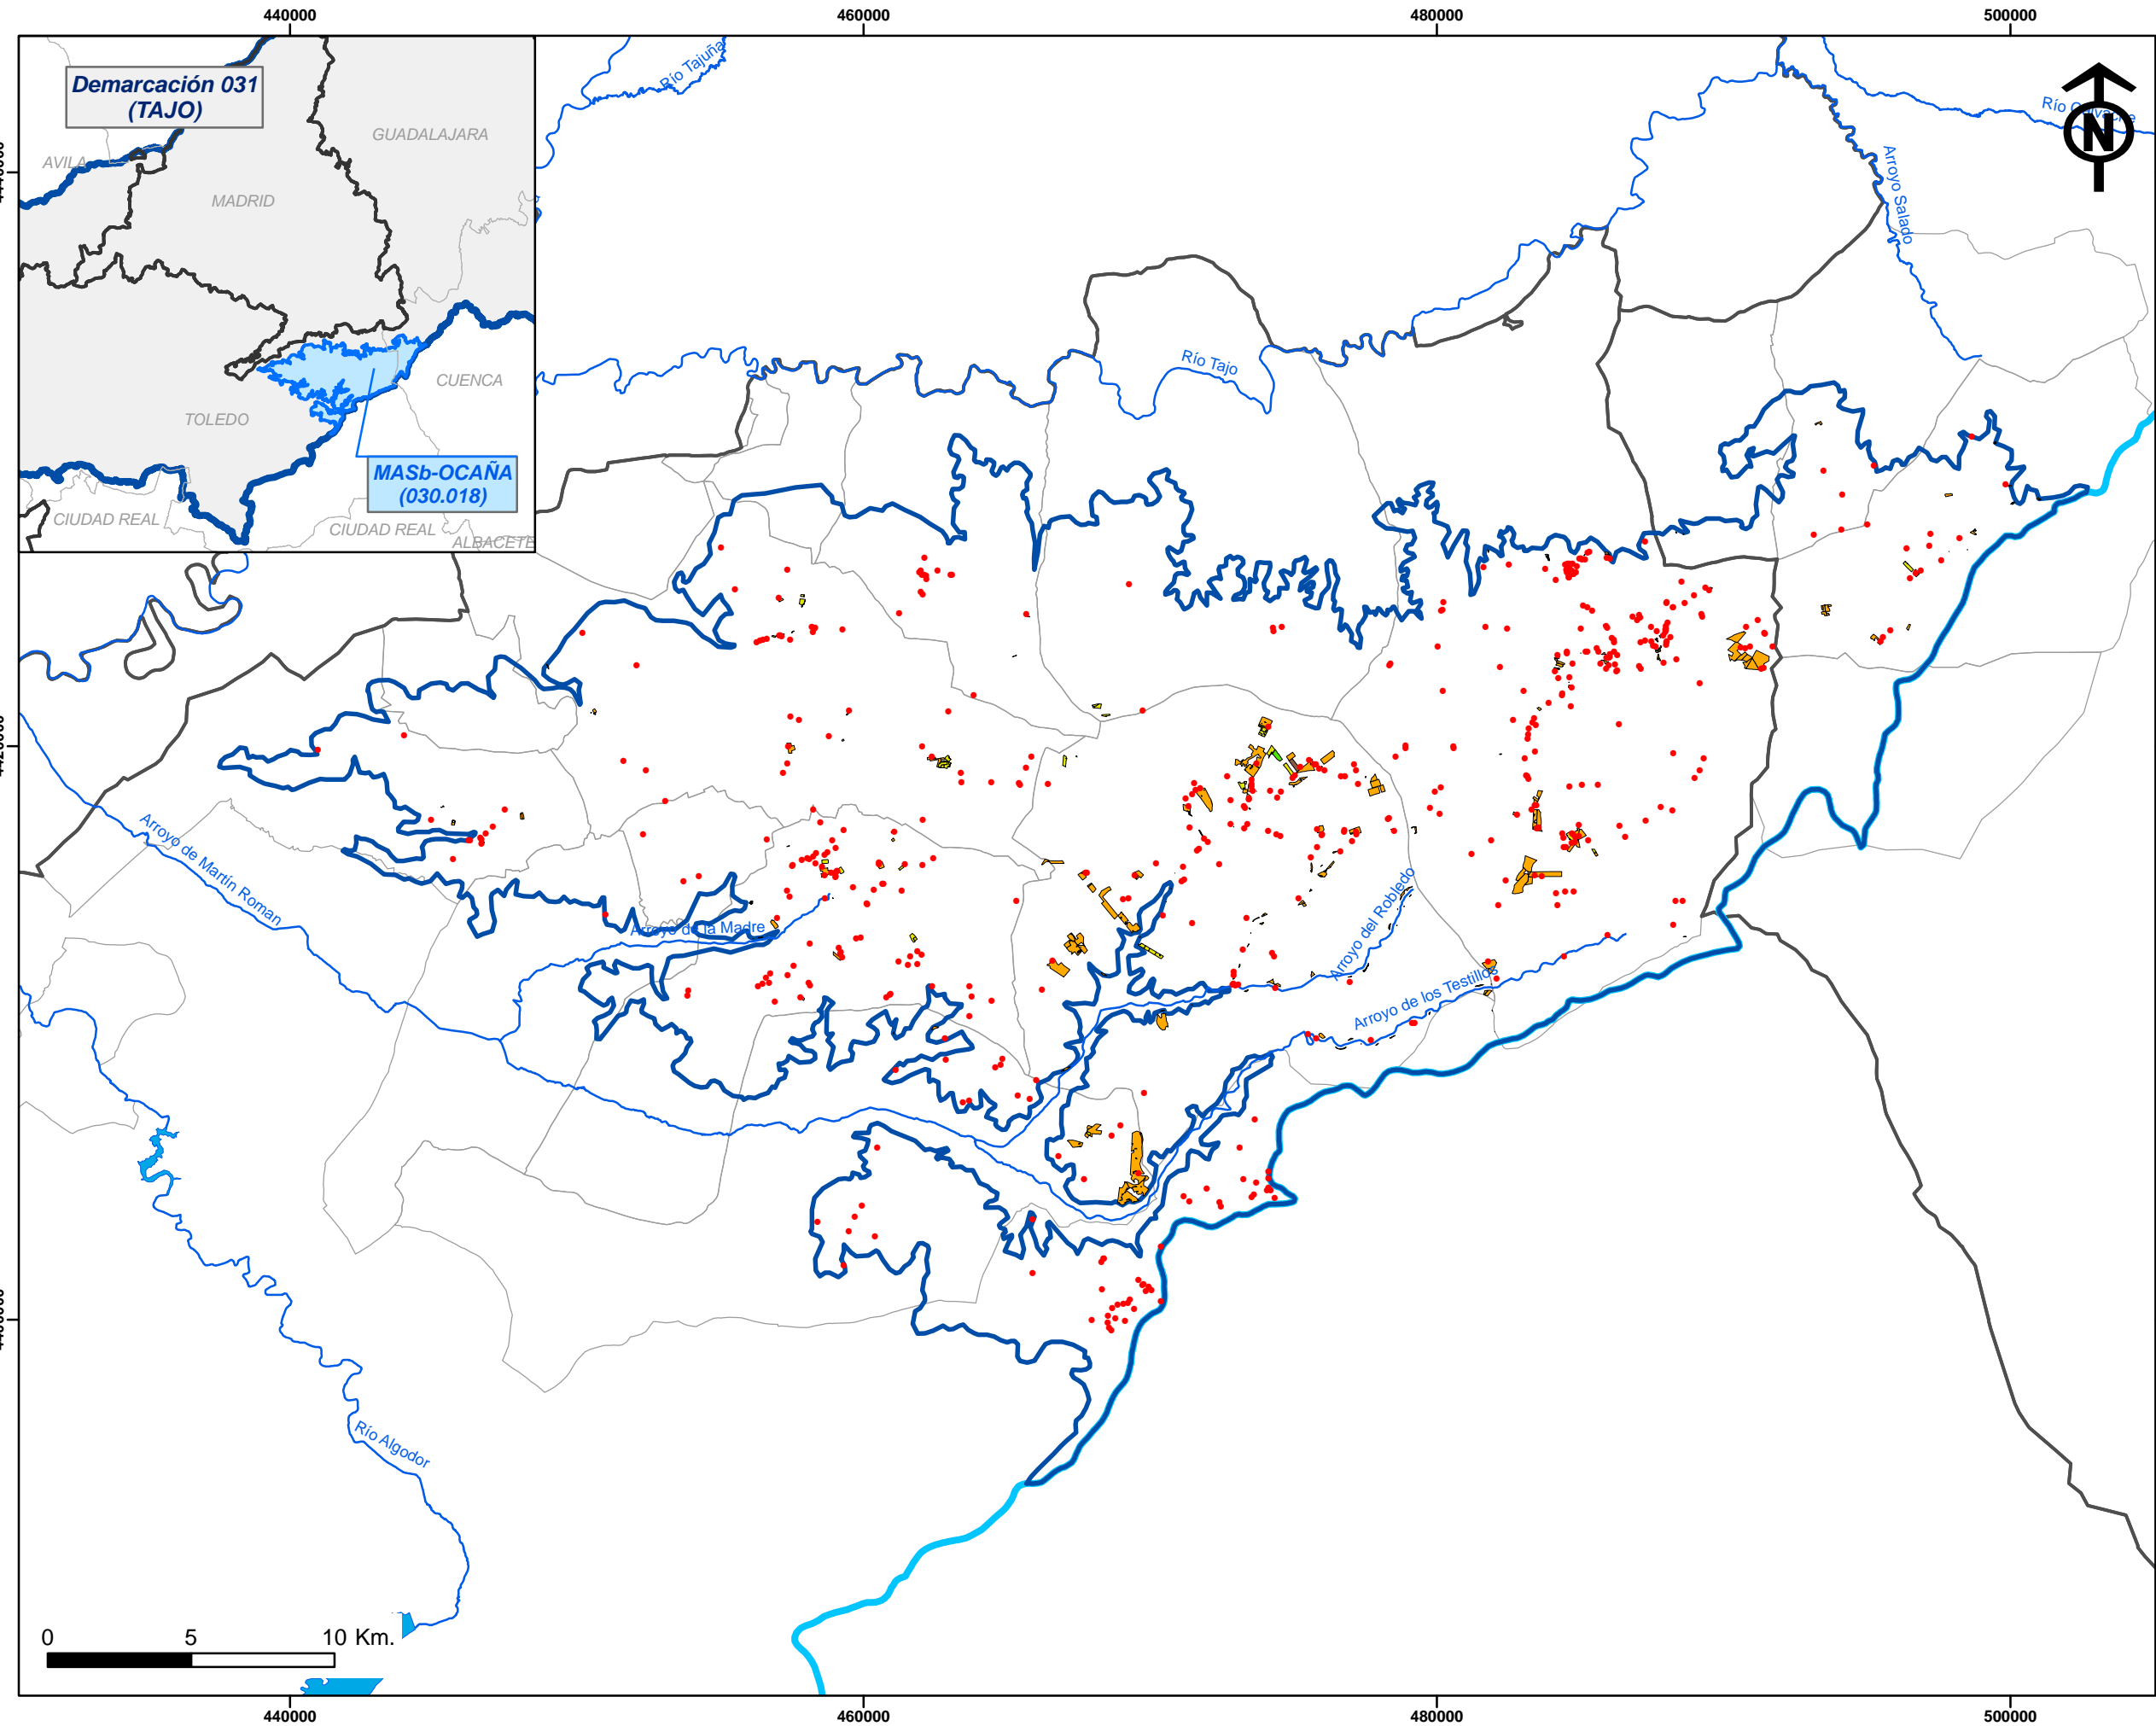 440000
460000
480000
500000
Demarcación 031
(TAJO)
GUADALAJARA
AVILA
MADRID
CUENCA
TOLEDO
MASb-OCAÑA
(030.018)
CIUDAD REAL
CIUDAD REAL
ALBACETE
Río Tajuña
Río
N
Arroyo Salado
Río Tajo
Arroyo de Martín Roman
Arroyo de la Madre
Arroyo del Robledo
Arroyo de los Testillos
Río Algodor
0 5 10 Km.
440000
460000
480000
500000